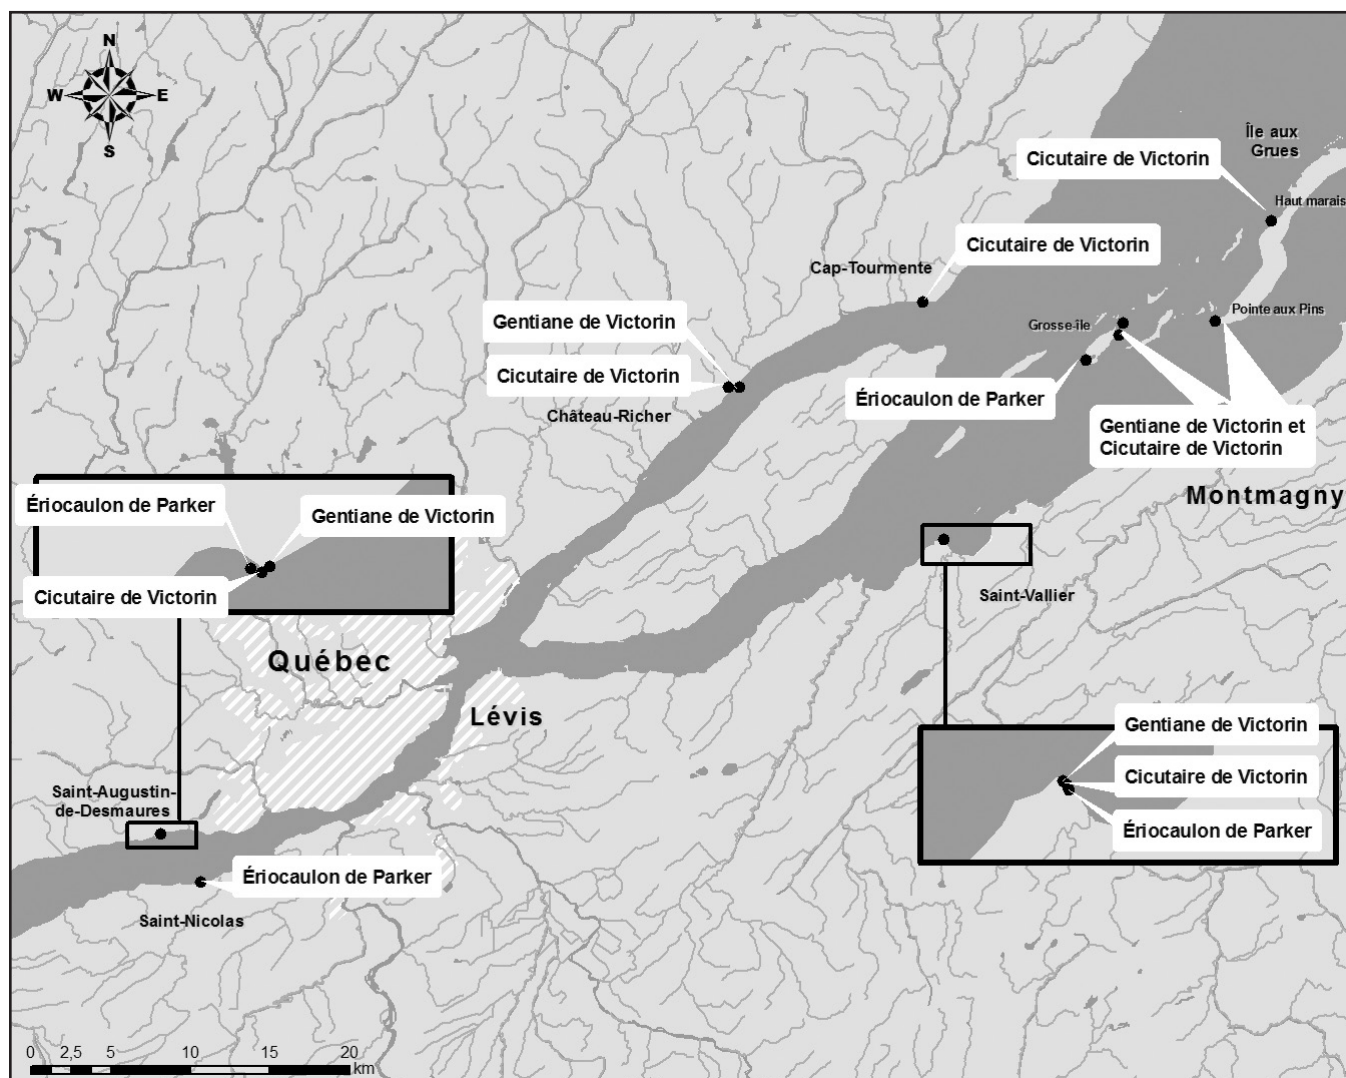 N
W
E
S
Île aux
Grues
Cicutaire de Victorin
Haut marais
Cicutaire de Victorin
Cap-Tourmente
Gentiane de Victorin
Pointe aux Pins
Grosse-île
Cicutaire de Victorin
Ériocaulon de Parker
Château-Richer
Gentiane de Victorin et
Cicutaire de Victorin
Montmagny
Ériocaulon de Parker
Gentiane de Victorin
Cicutaire de Victorin
Saint-Vallier
Québec
Lévis
Gentiane de Victorin
Cicutaire de Victorin
Ériocaulon de Parker
Saint-Augustin-
de-Desmaures
Ériocaulon de Parker
Saint-Nicolas
0 2,5 5 10 15 20
km